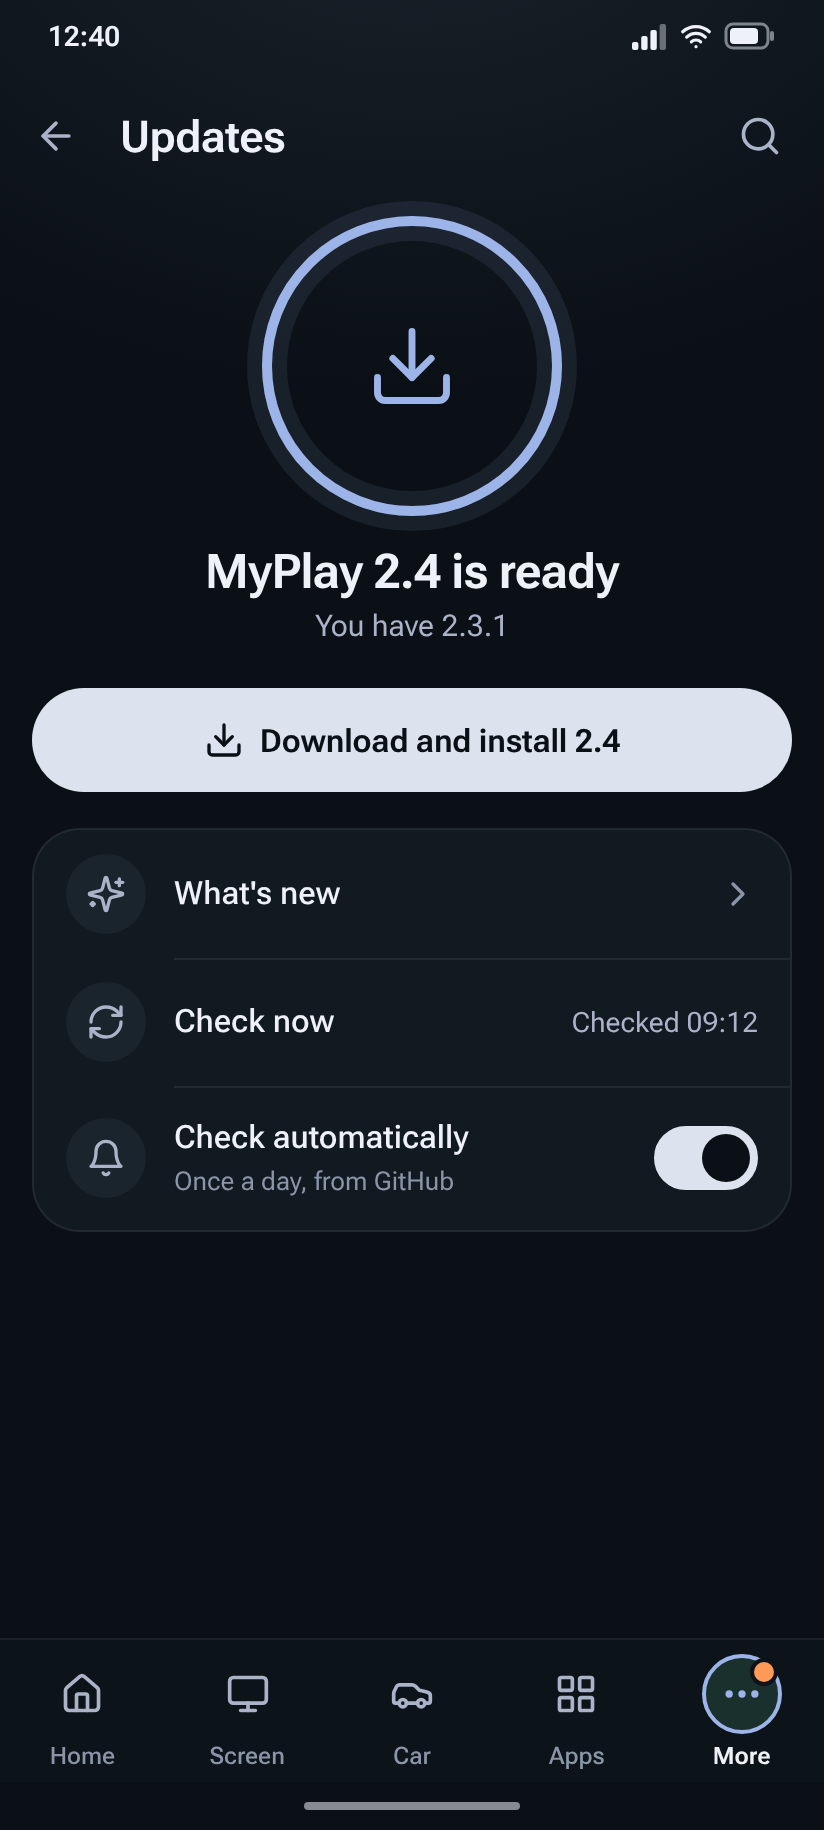 12:40
Updates
MyPlay 2.4 is ready
You have 2.3.1
Download and install 2.4
What's new
Check now
Checked 09:12
Check automatically
Once a day, from GitHub
Home
Screen
Car
Apps
More